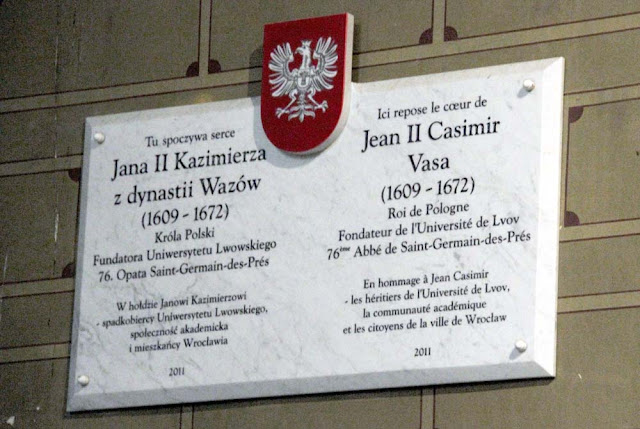 Tu spoczywa serce
Jana II Kazimierza
z dynastii Wazów
(1609 - 1672)
Króla Polski
Fundatora Uniwersytetu Lwowskiego
76. Opata Saint-Germain-des-Prés
W hołdzie Janowi Kazimierzowi
- spadkobiercy Uniwersytetu Lwowskiego,
społeczność akademicka
i mieszkańcy Wrocławia
2011
Ici repose le cœur de
Jean II Casimir
Vasa
(1609 - 1672)
Roi de Pologne
Fondateur de l'Université de Lvov
76ème Abbé de Saint-Germain-des-Prés
En hommage à Jean Casimir
- les héritiers de l'Université de Lvov,
la communauté académique
et les citoyens de la ville de Wrocław
2011